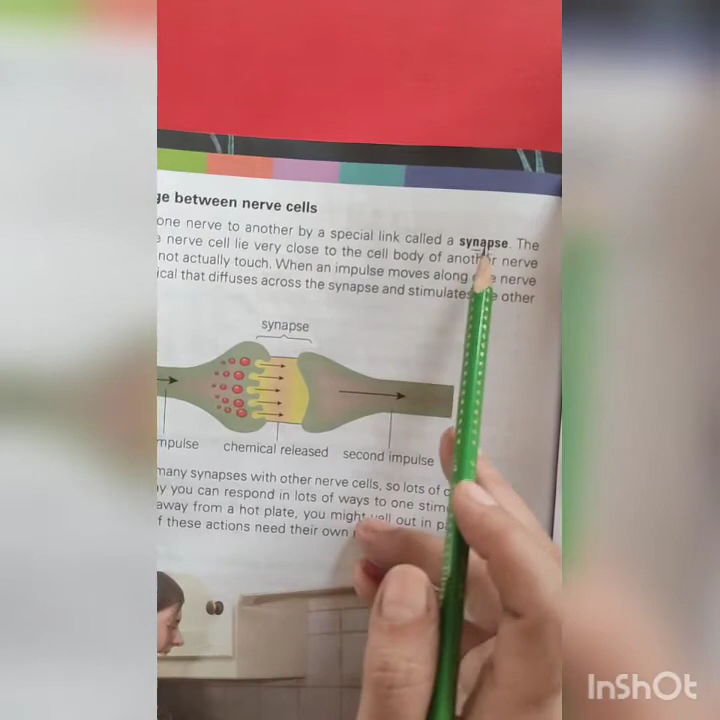 ge between nerve cells
one nerve to another by a special link called a synapse. The
nerve cell lie very close to the cell body of another nerve
not actually touch. When an impulse moves along nerve
ical that diffuses across the synapse and stimulates other
synapse
mpulse
chemical released
second impulse
many synapses with other nerve cells, so lots of
y you can respond in lots of ways to one stim
away from a hot plate, you might yell out in p
f these actions need their own
InShOt